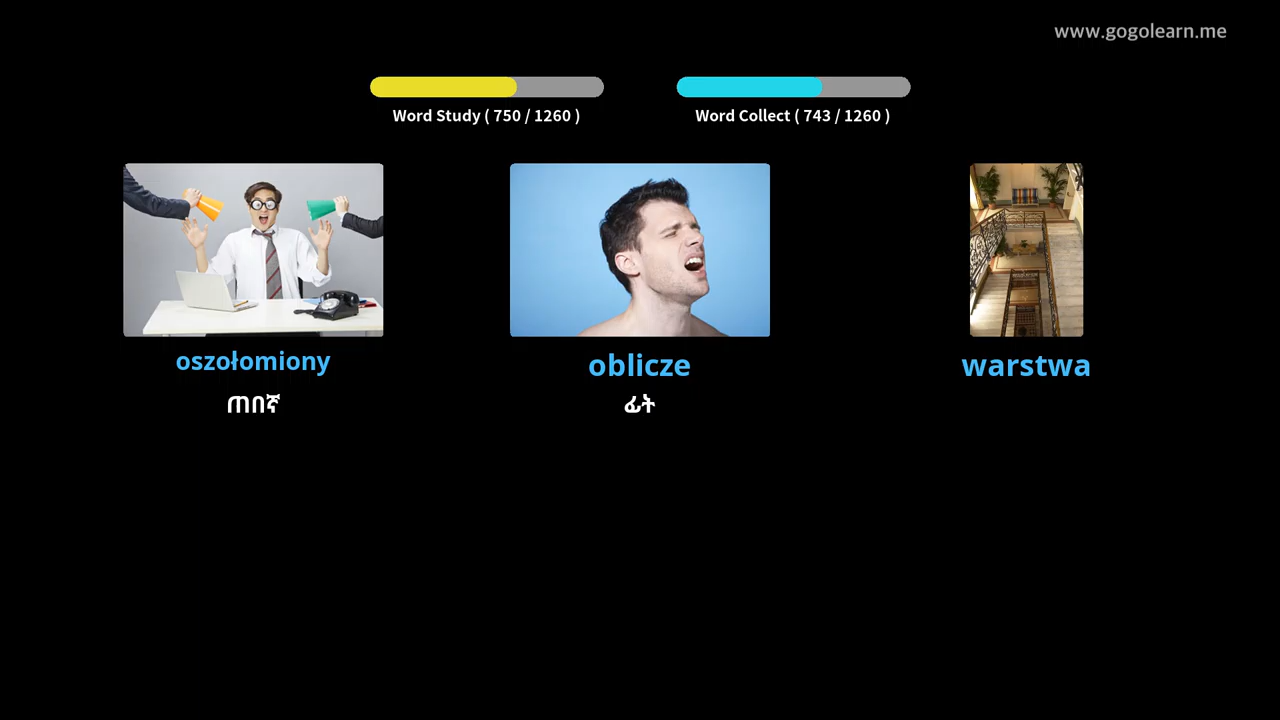 www.gogolearn.me
Word Study ( 750 / 1260 )
Word Collect ( 743 / 1260 )
oszołomiony
oblicze
warstwa
ጠበኛ
ፊት